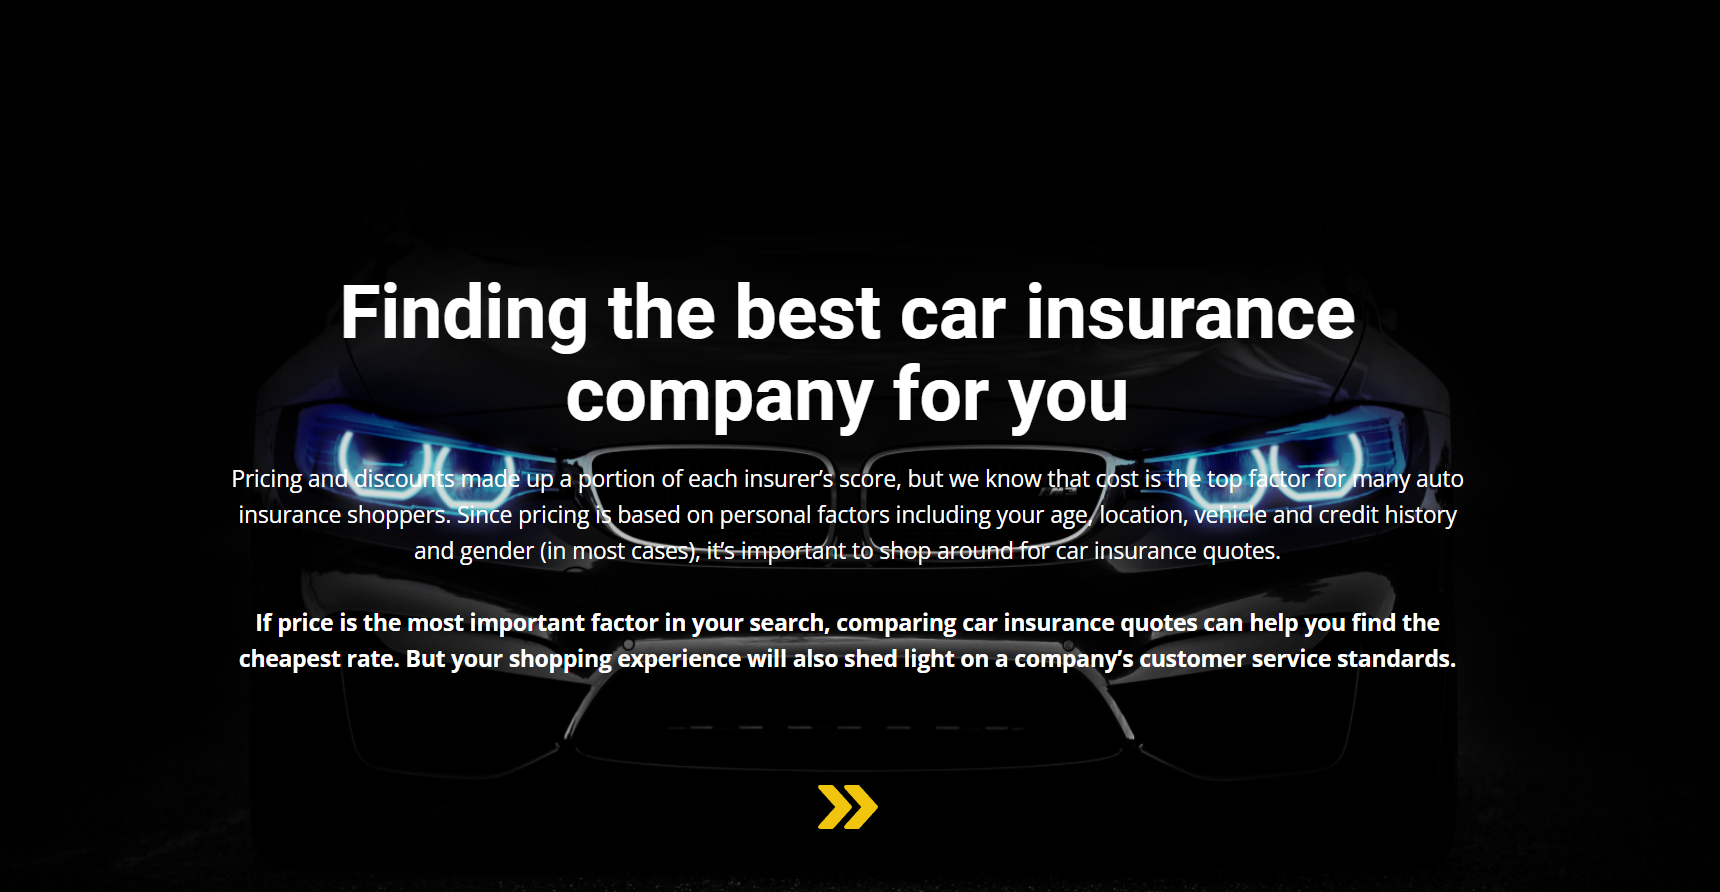 Finding the best car insurance
company for you
Pricing and discounts made up a portion of each insurer’s score, but we know that cost is the top factor for many auto
insurance shoppers. Since pricing is based on personal factors including your age, location, vehicle and credit history
and gender (in most cases), it’s important to shop around for car insurance quotes.
If price is the most important factor in your search, comparing car insurance quotes can help you find the
cheapest rate. But your shopping experience will also shed light on a company’s customer service standards.